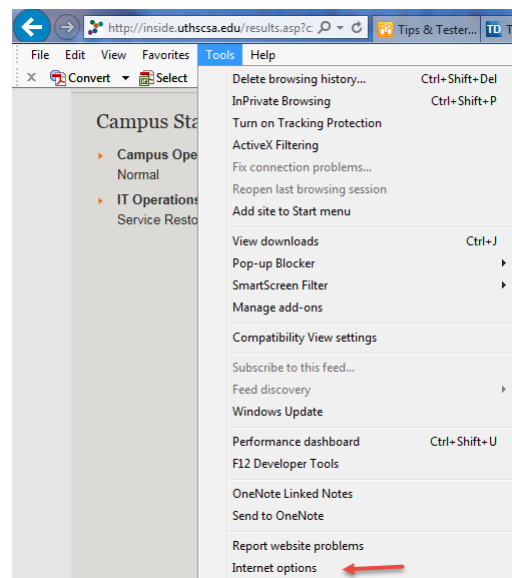 http://inside.uthscsa.edu/results.asp?c
Tips & Tester...
TD T
File Edit View Favorites Tools Help
x Convert Select
Campus Sta
Campus Ope
Normal
IT Operations
Service Resto
Delete browsing history... Ctrl+Shift+Del
InPrivate Browsing Ctrl+Shift+P
Turn on Tracking Protection
ActiveX Filtering
Fix connection problems...
Reopen last browsing session
Add site to Start menu
View downloads Ctrl+J
Pop-up Blocker
SmartScreen Filter
Manage add-ons
Compatibility View settings
Subscribe to this feed...
Feed discovery
Windows Update
Performance dashboard Ctrl+Shift+U
F12 Developer Tools
OneNote Linked Notes
Send to OneNote
Report website problems
Internet options